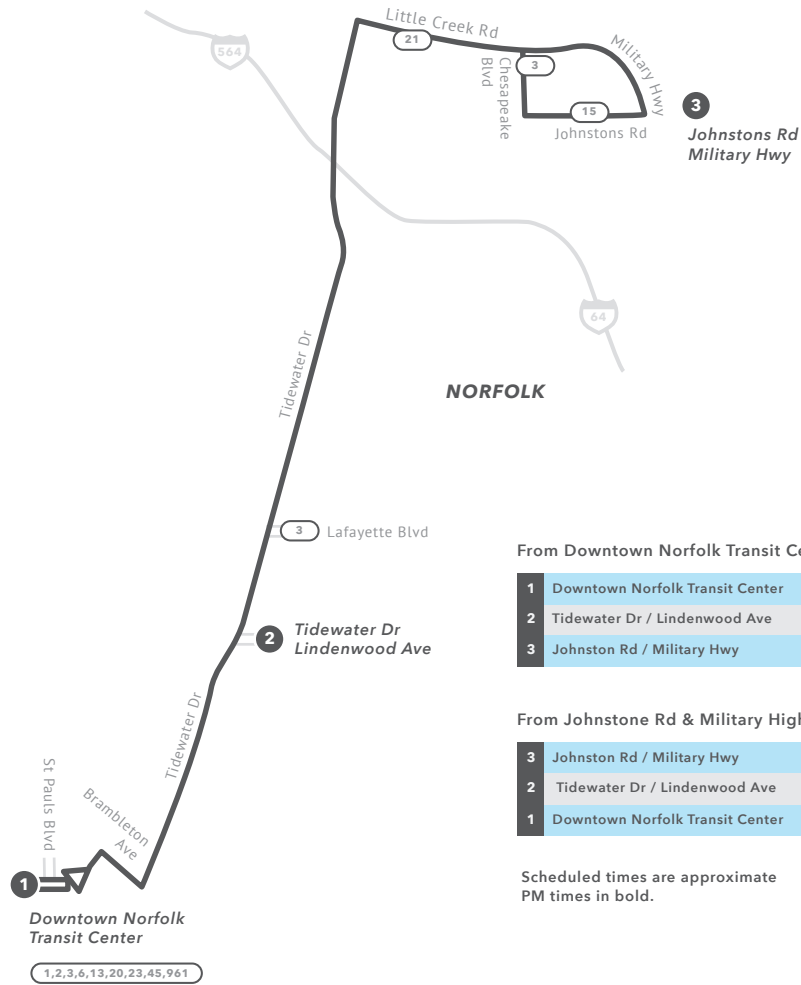 Little Creek Rd
21
564
Chesapeake
Blvd
3
Military Hwy
15
Johnstons Rd
3
Johnstons Rd
Military Hwy
64
Tidewater Dr
NORFOLK
3
Lafayette Blvd
2
Tidewater Dr
Lindenwood Ave
Tidewater Dr
St Pauls Blvd
Brambleton
Ave
1
Downtown Norfolk
Transit Center
1,2,3,6,13,20,23,45,961
From Downtown Norfolk Transit Ce
1 Downtown Norfolk Transit Center
2 Tidewater Dr / Lindenwood Ave
3 Johnston Rd / Military Hwy
From Johnstone Rd & Military High
3 Johnston Rd / Military Hwy
2 Tidewater Dr / Lindenwood Ave
1 Downtown Norfolk Transit Center
Scheduled times are approximate
PM times in bold.